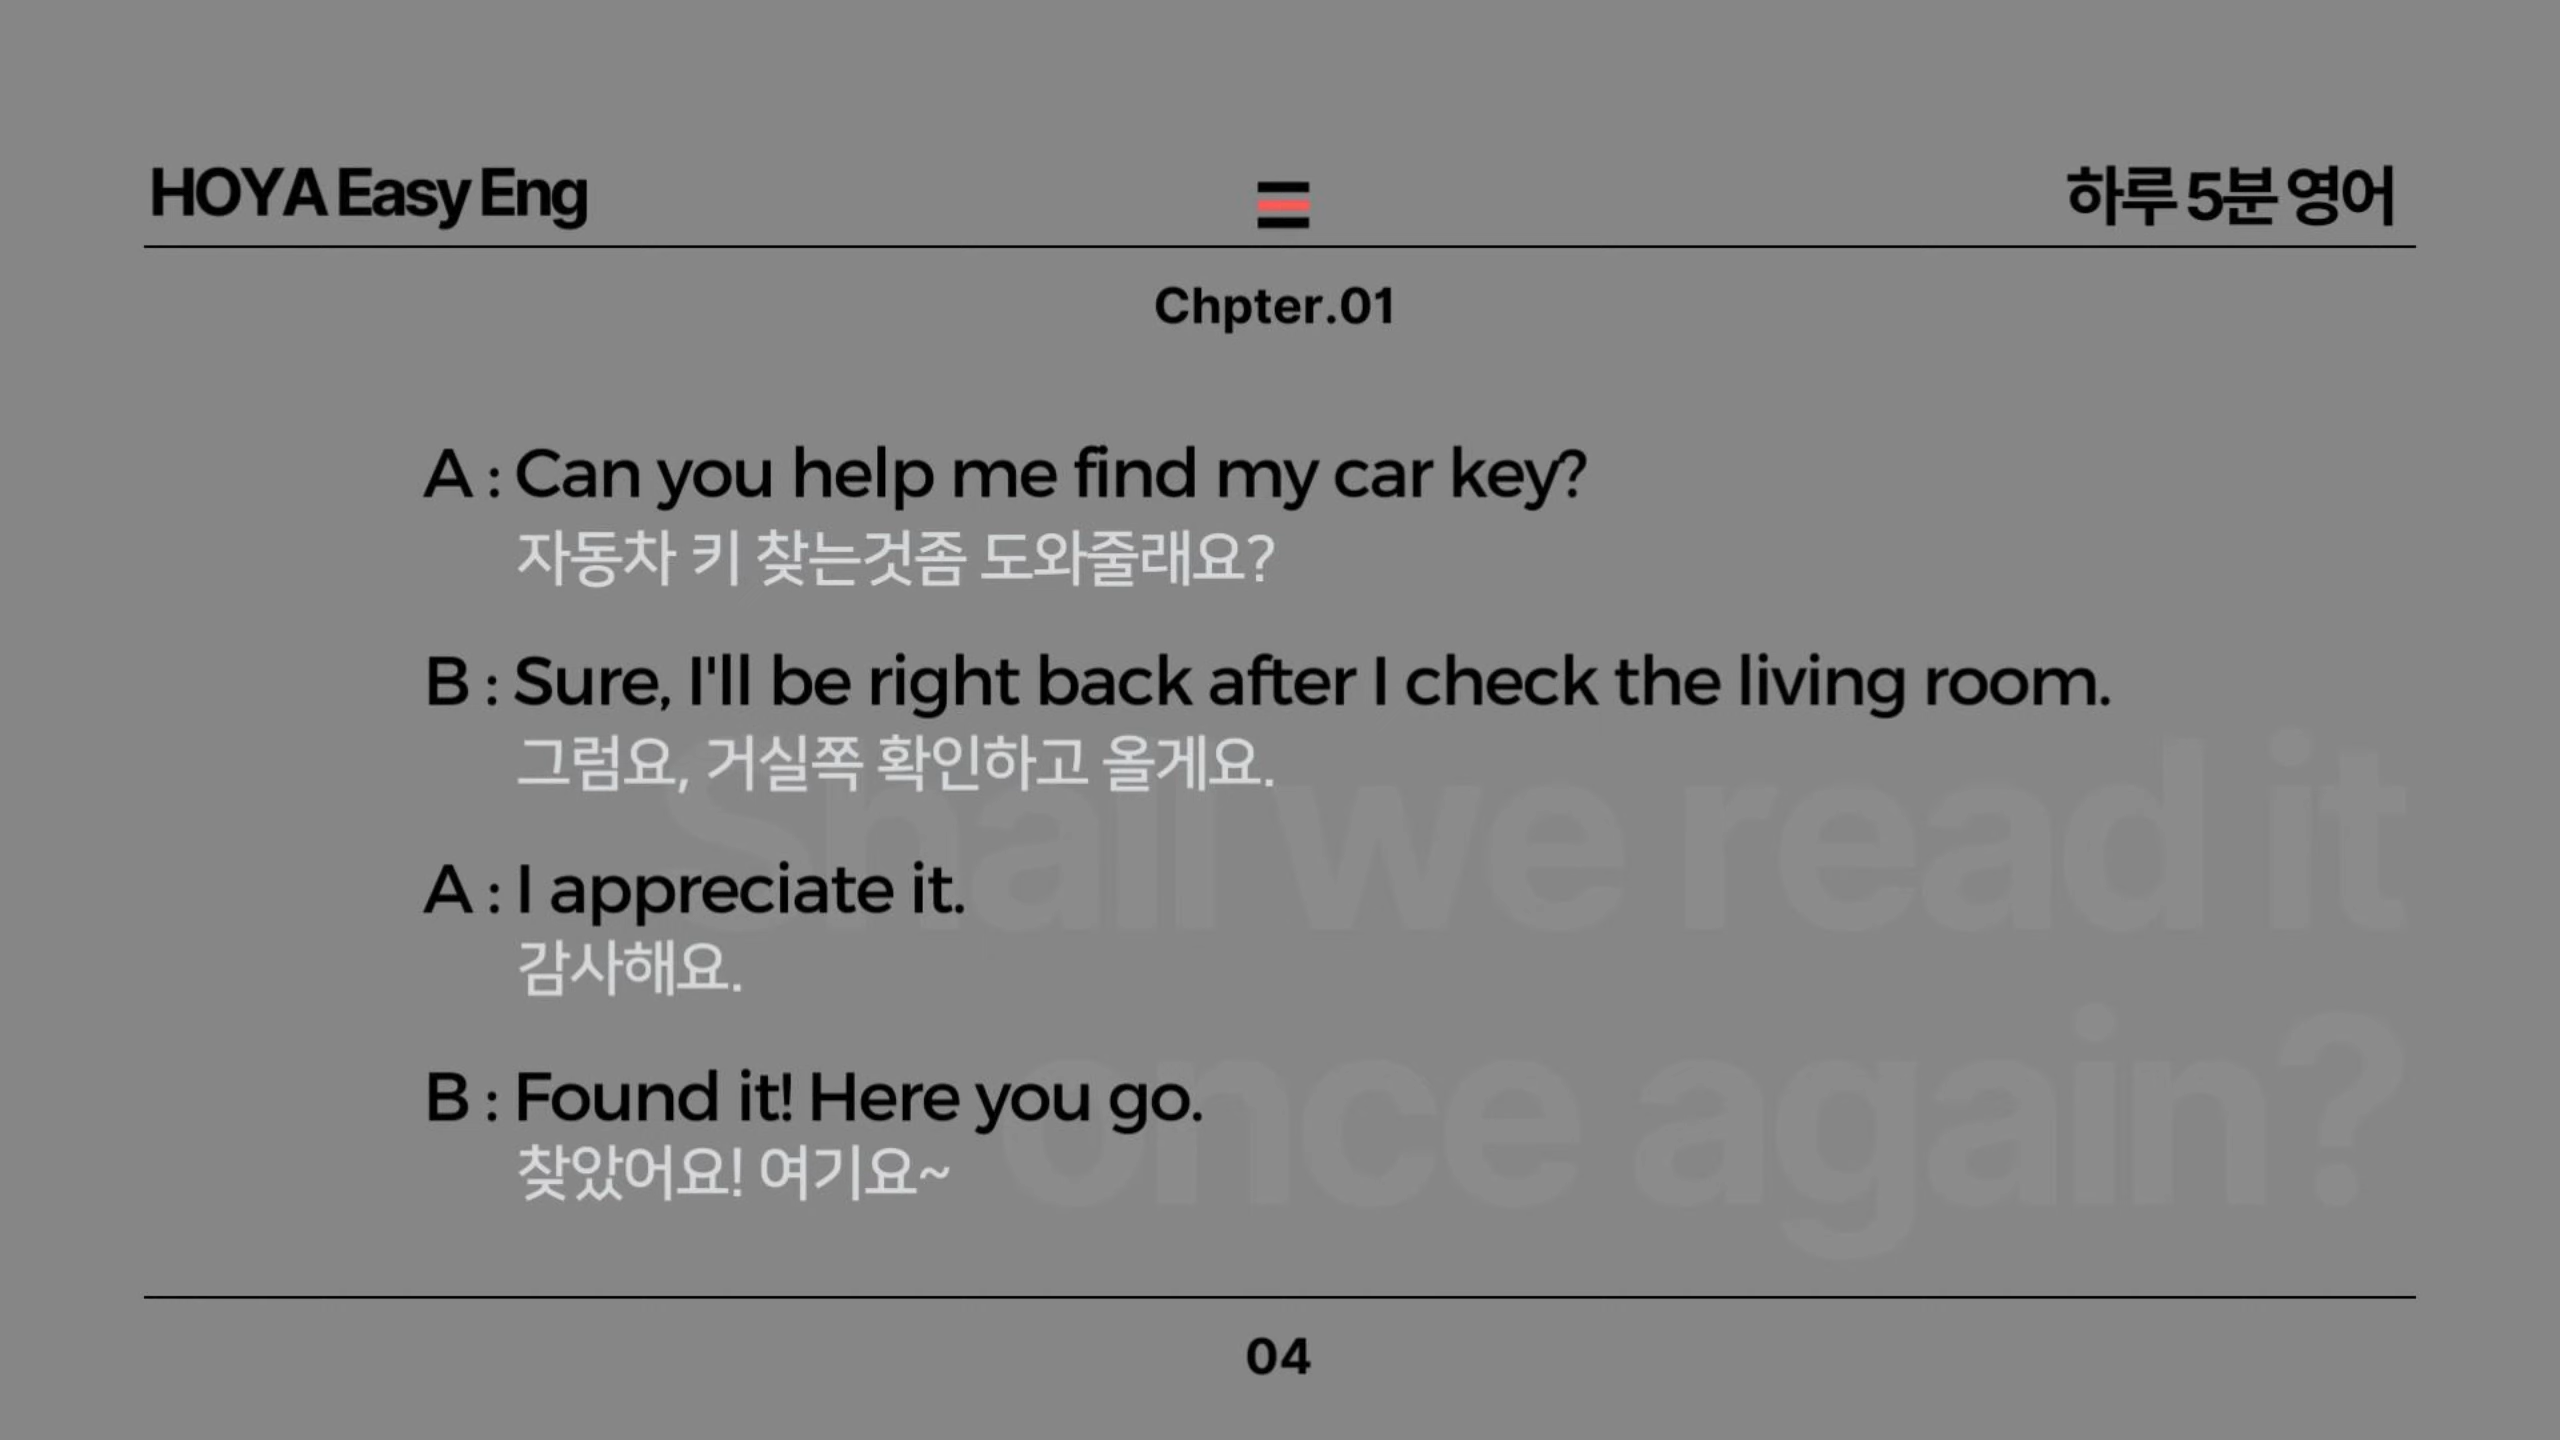 HOYA Easy Eng
하루 5분 영어
Chpter.01
A : Can you help me find my car key?
자동차 키 찾는것좀 도와줄래요?
B : Sure, I'll be right back after I check the living room.
그럼요, 거실쪽 확인하고 올게요.
A : I appreciate it.
감사해요.
B : Found it! Here you go.
찾았어요! 여기요~
Shall we read it
once again?
04